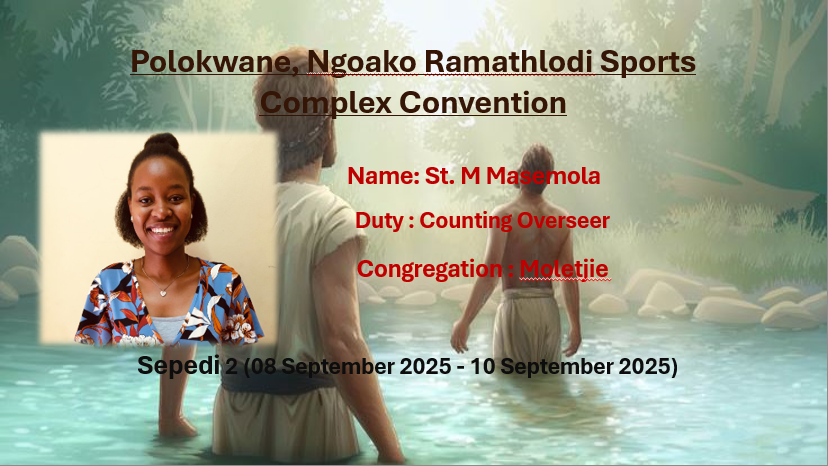 Polokwane, Ngoako Ramathlodi Sports
Complex Convention
Name: St. M Masemola
Duty : Counting Overseer
Congregation : Moletjie
Sepedi 2 (08 September 2025 - 10 September 2025)